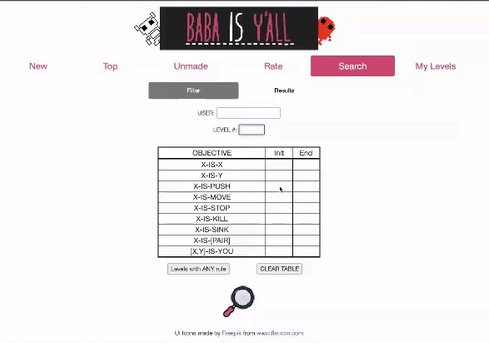 BABA IS Y'ALL
New Top Unmade Rate Search My Levels
Filter Results
USER:
LEVEL #:
OBJECTIVE Init End
X-IS-X
X-IS-Y
X-IS-PUSH
X-IS-MOVE
X-IS-STOP
X-IS-KILL
X-IS-SINK
X-IS-[PAIR]
[X,Y]-IS-YOU
Levels with ANY rule CLEAR TABLE
UI Icons made by Freepik from www.flaticon.com